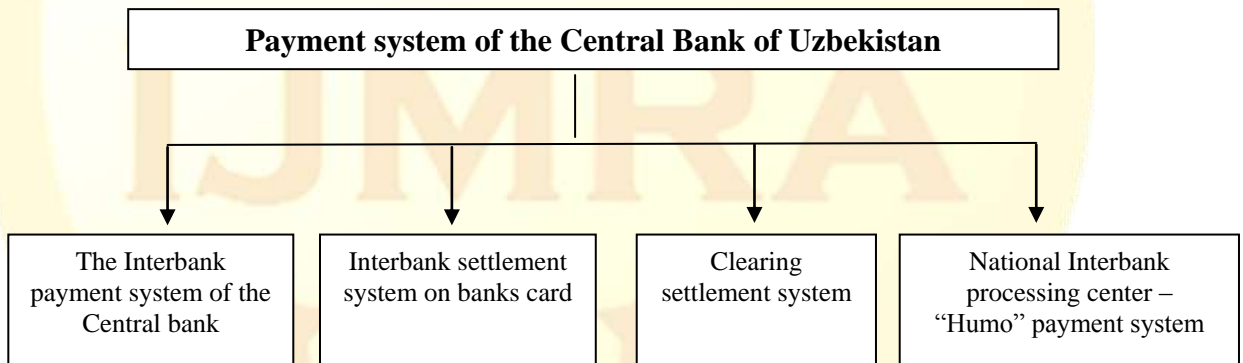 Payment system of the Central Bank of Uzbekistan
IJMRA
The Interbank
payment system of the
Central bank
Interbank settlement
system on banks card
Clearing
settlement system
National Interbank
processing center –
“Humo” payment system